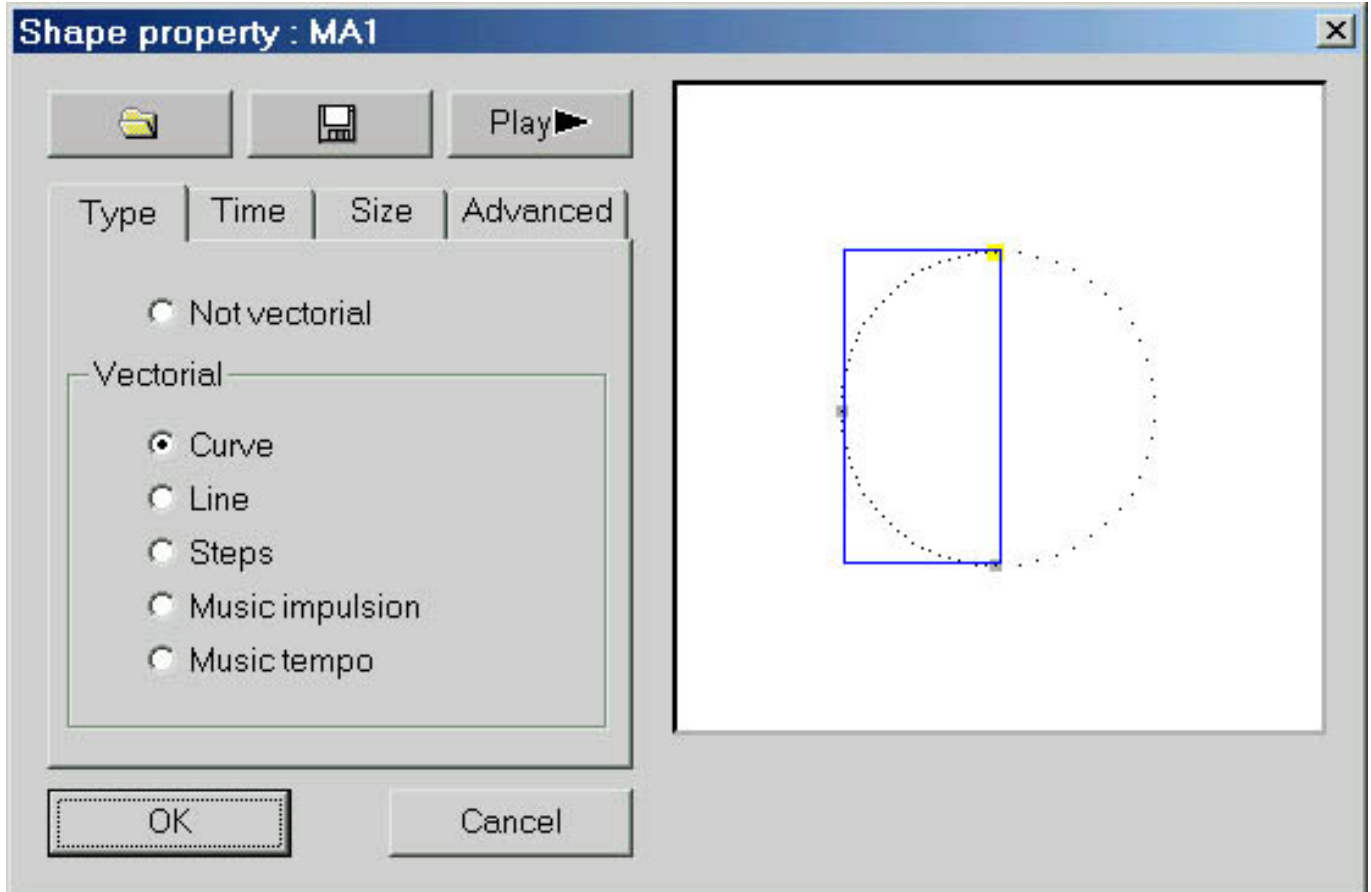 Shape property : MA1
Play
Type Time Size Advanced
Not vectorial
Vectorial
Curve
Line
Steps
Music impulsion
Music tempo
OK Cancel